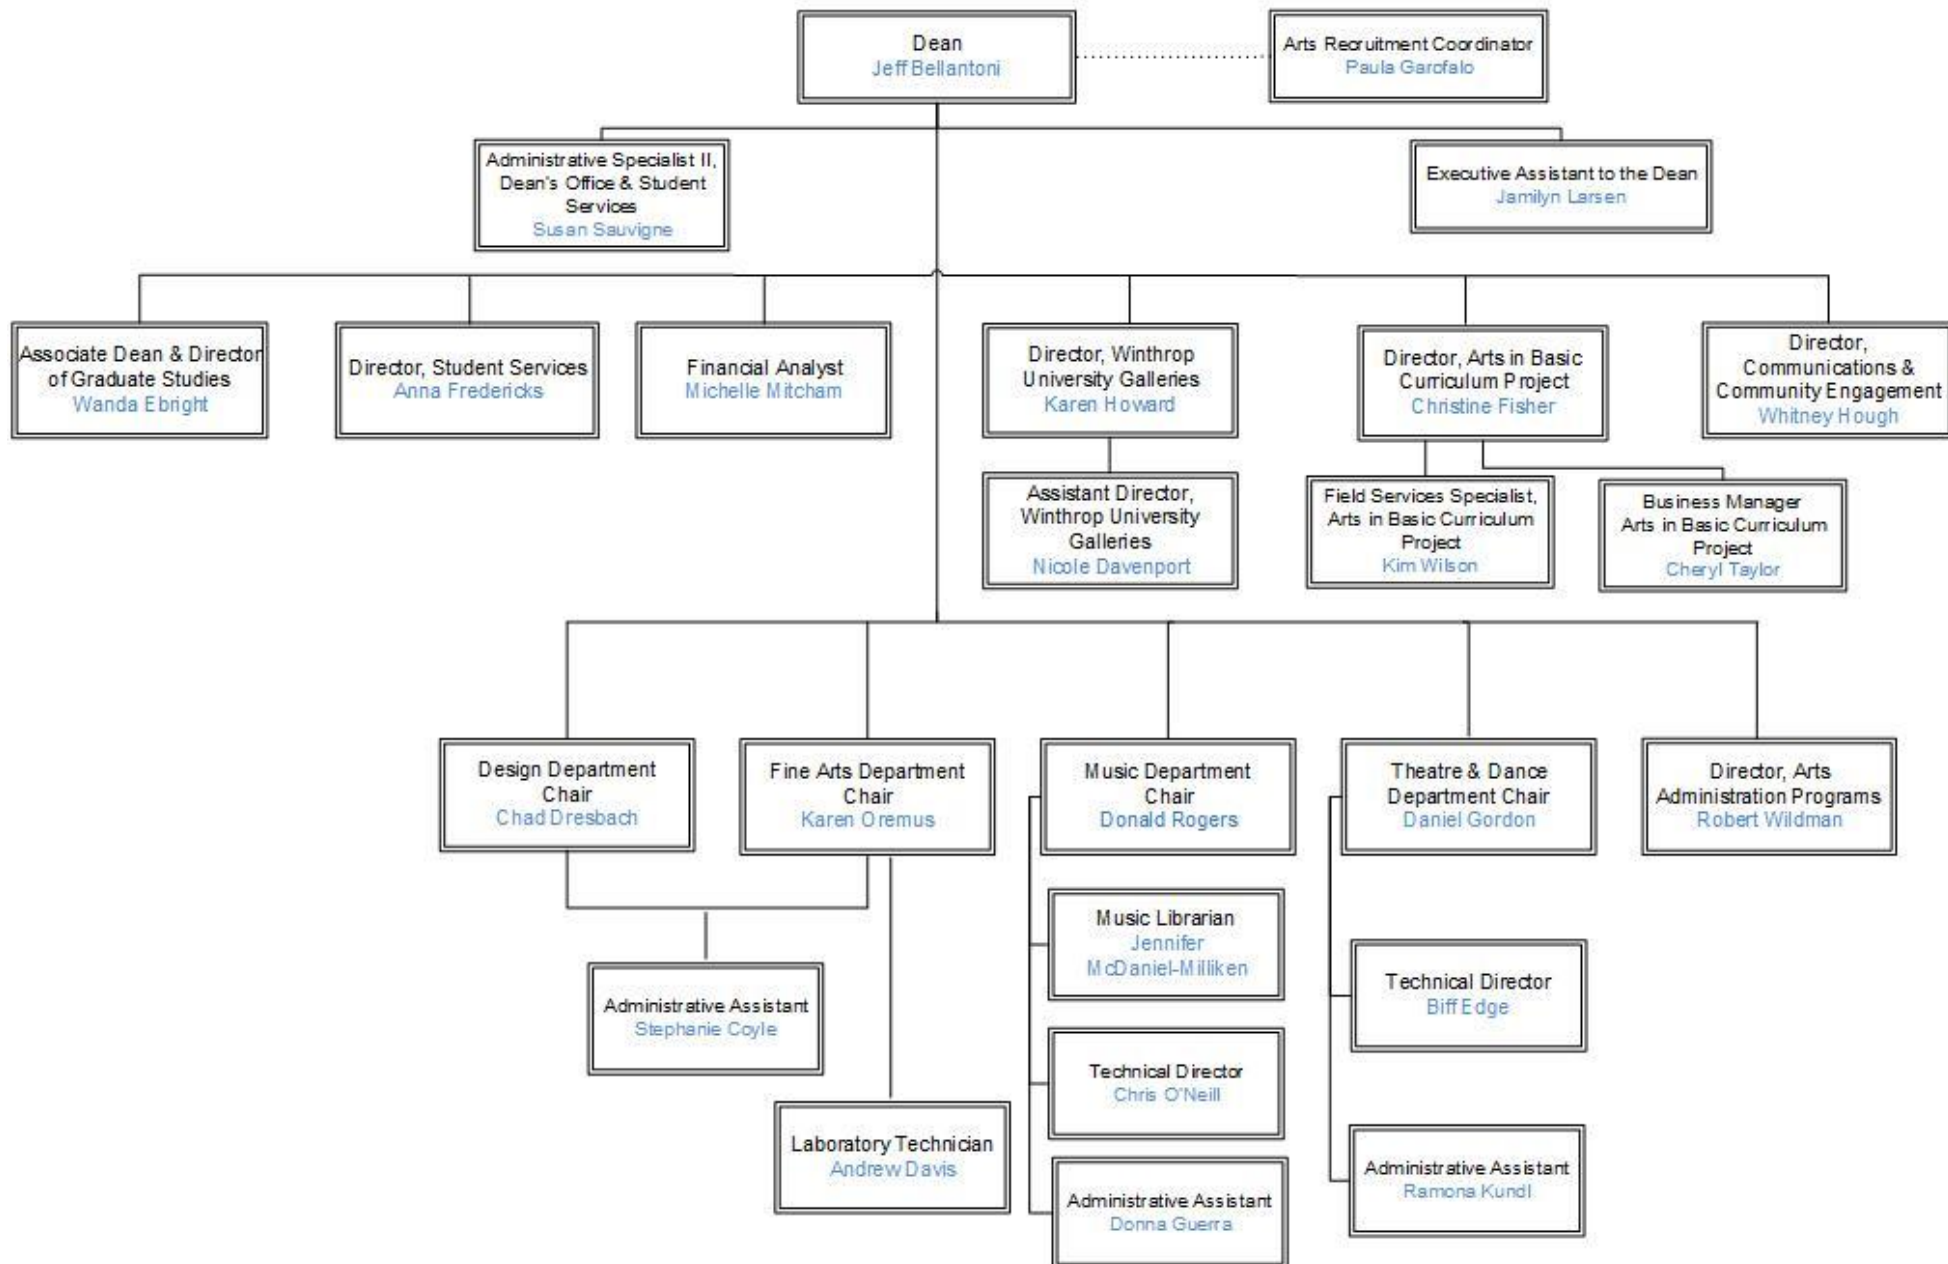 Dean
Jeff Bellantoni
Arts Recruitment Coordinator
Paula Garofalo
Administrative Specialist II,
Dean's Office & Student
Services
Susan Sauvigne
Executive Assistant to the Dean
Jamilyn Larsen
Associate Dean & Director
of Graduate Studies
Wanda Ebright
Director, Student Services
Anna Fredericks
Financial Analyst
Michelle Mitcham
Director, Winthrop
University Galleries
Karen Howard
Director, Arts in Basic
Curriculum Project
Christine Fisher
Director,
Communications &
Community Engagement
Whitney Hough
Assistant Director,
Winthrop University
Galleries
Nicole Davenport
Field Services Specialist,
Arts in Basic Curriculum
Project
Kim Wilson
Business Manager
Arts in Basic Curriculum
Project
Cheryl Taylor
Design Department
Chair
Chad Dresbach
Fine Arts Department
Chair
Karen Oremus
Music Department
Chair
Donald Rogers
Theatre & Dance
Department Chair
Daniel Gordon
Director, Arts
Administration Programs
Robert Wildman
Music Librarian
Jennifer
McDaniel-Milliken
Administrative Assistant
Stephanie Coyle
Technical Director
Biff Edge
Technical Director
Chris O'Neill
Laboratory Technician
Andrew Davis
Administrative Assistant
Donna Guerra
Administrative Assistant
Ramona Kundl